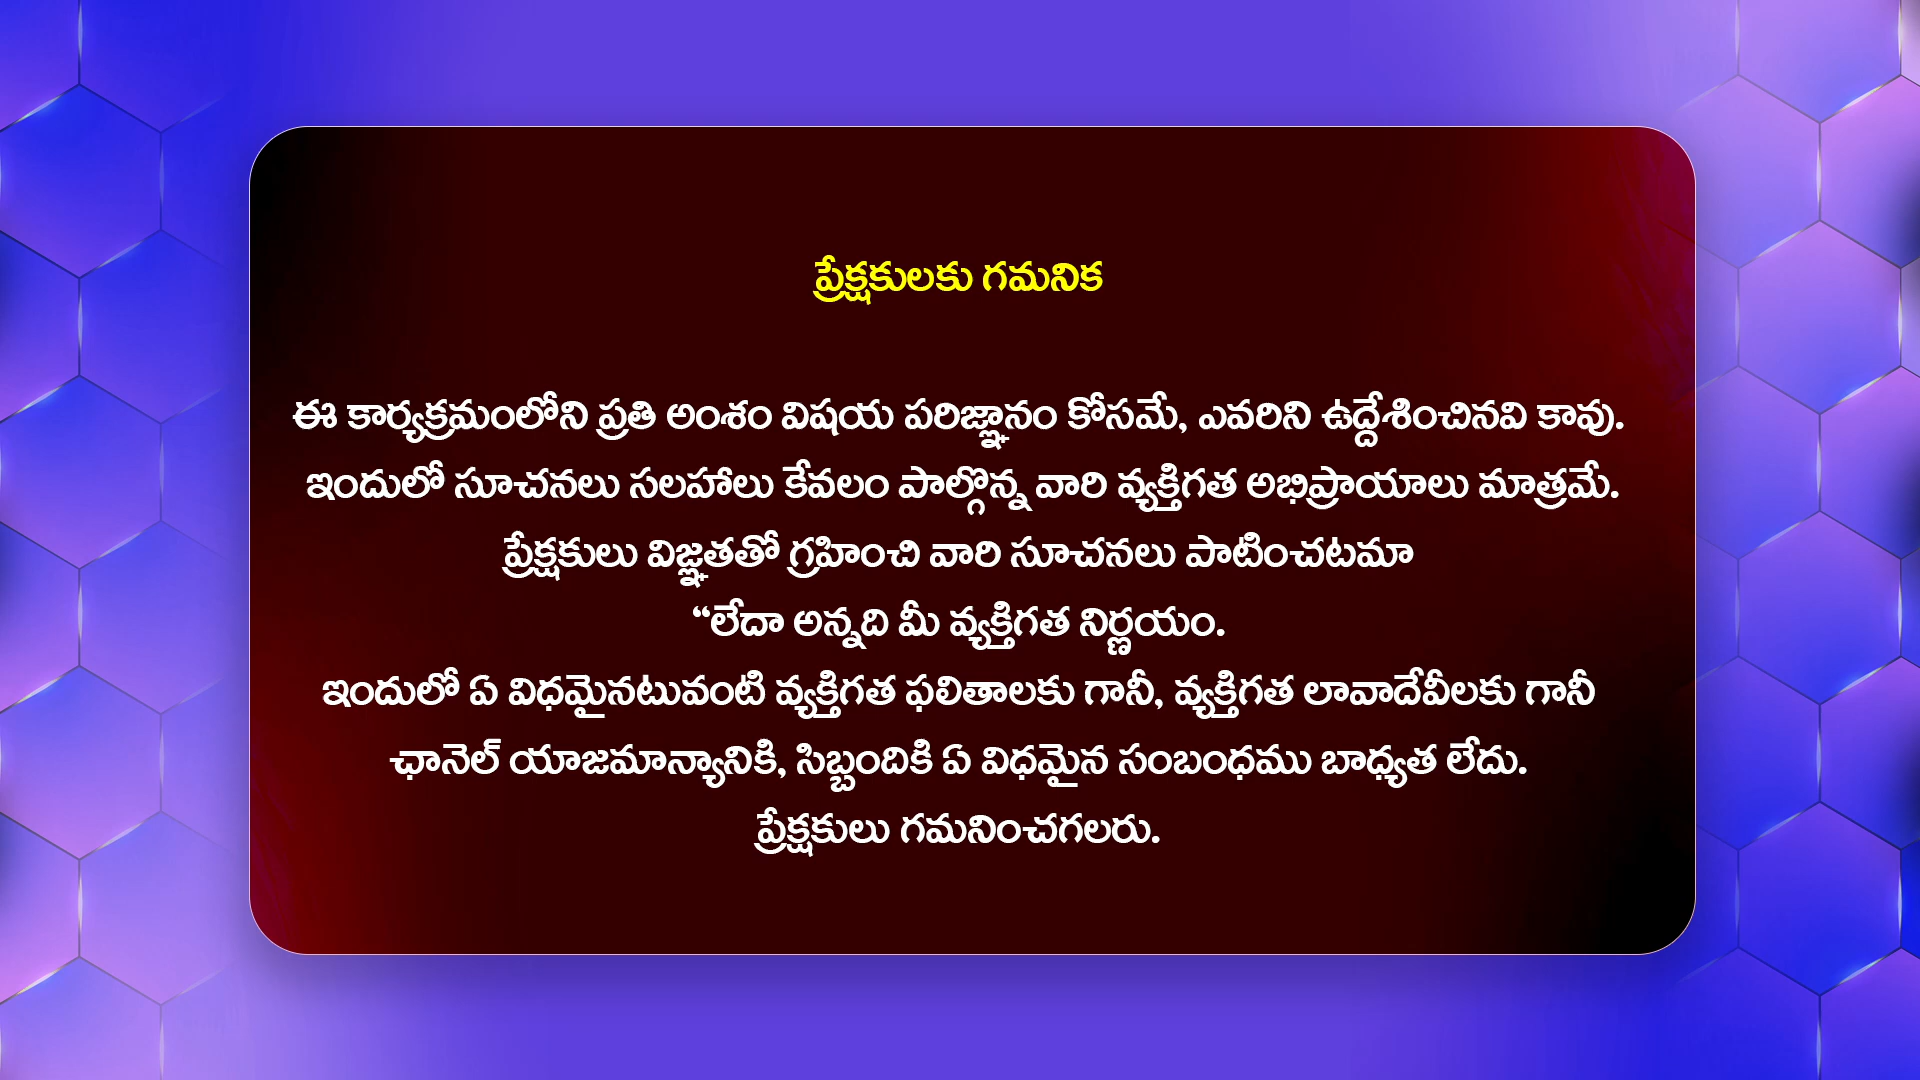 ప్రేక్షకులకు గమనిక
ఈ కార్యక్రమంలోని ప్రతి అంశం విషయ పరిజ్ఞానం కోసమే, ఎవరిని ఉద్దేశించినవి కావు.
ఇందులో సూచనలు సలహాలు కేవలం పాల్గొన్న వారి వ్యక్తిగత అభిప్రాయాలు మాత్రమే.
ప్రేక్షకులు విజ్ఞతతో గ్రహించి వారి సూచనలు పాటించటమా
“లేదా అన్నది మీ వ్యక్తిగత నిర్ణయం.
ఇందులో ఏ విధమైనటువంటి వ్యక్తిగత ఫలితాలకు గానీ, వ్యక్తిగత లావాదేవీలకు గానీ
ఛానెల్ యాజమాన్యానికి, సిబ్బందికి ఏ విధమైన సంబంధము బాధ్యత లేదు.
ప్రేక్షకులు గమనించగలరు.